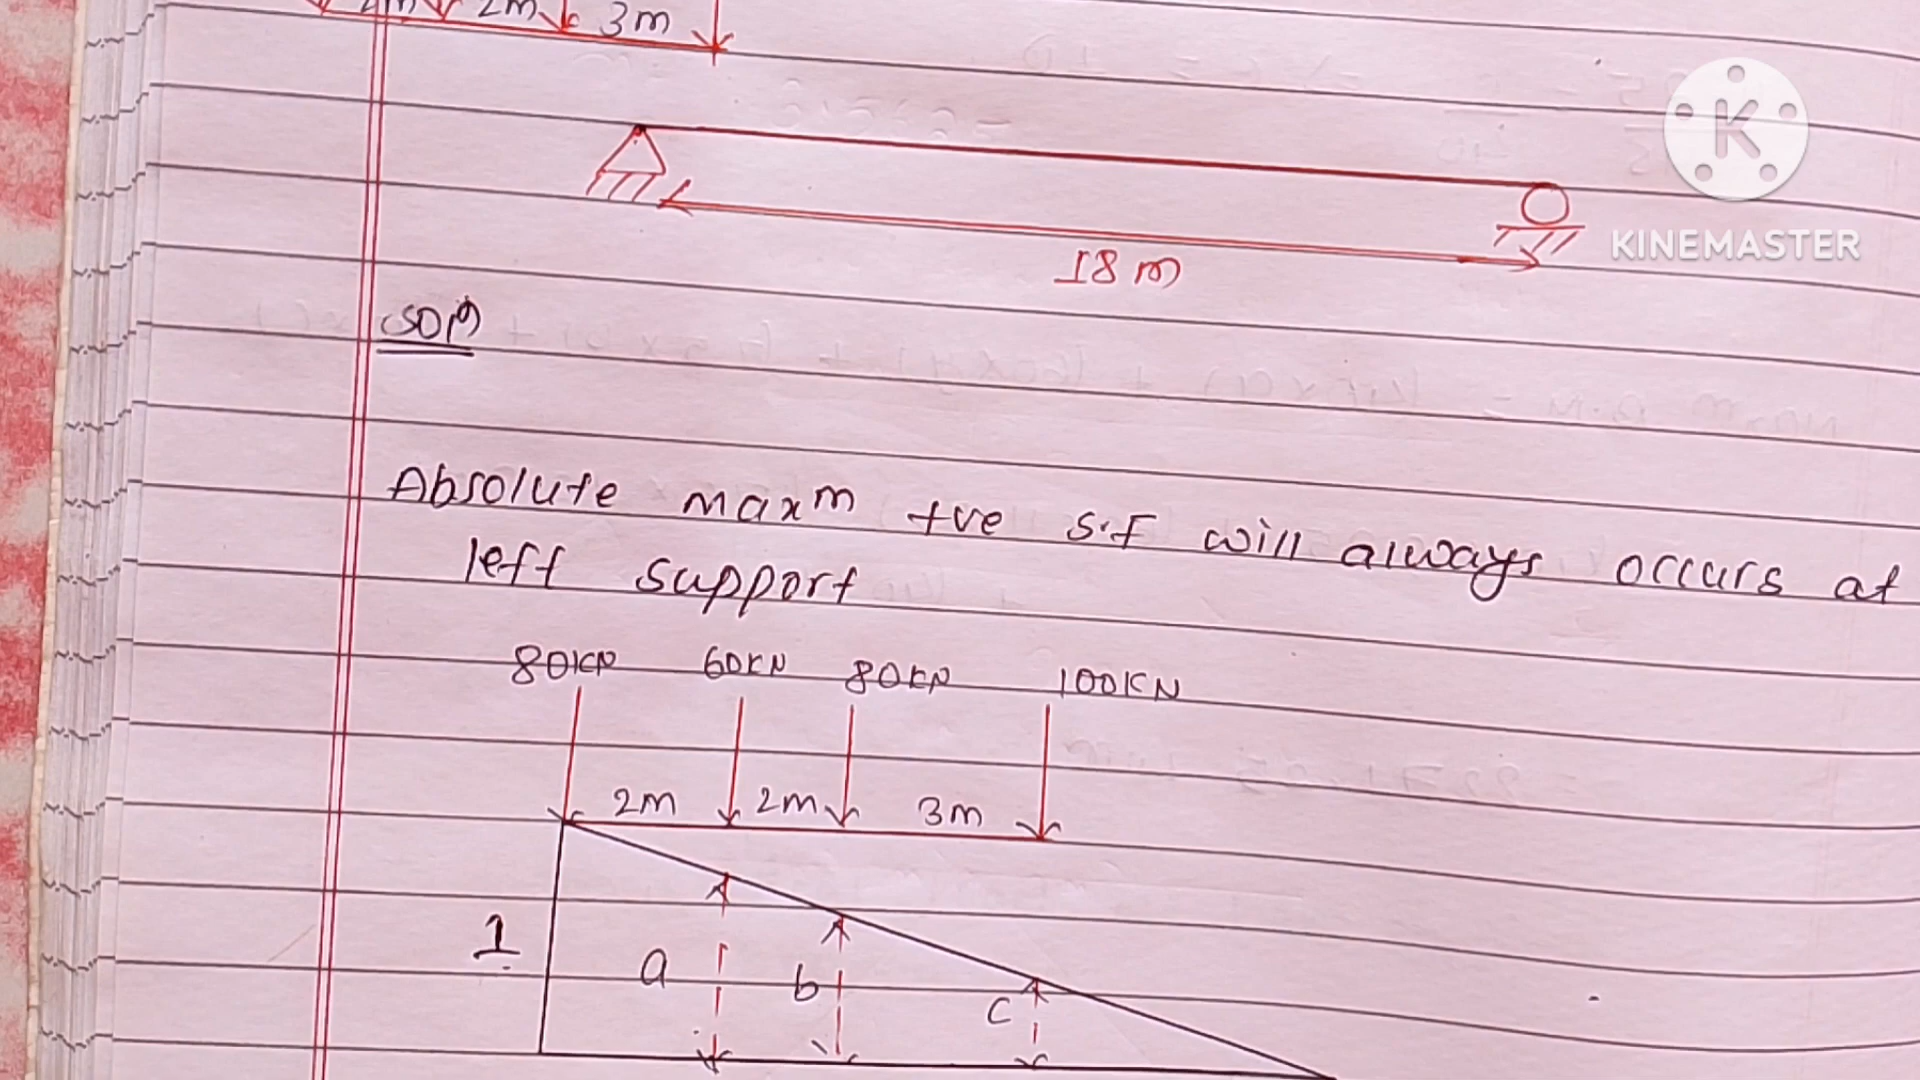 2m 2m 3m
KINEMASTER
18 m
Soln
Absolute maxm +ve S.F will always occurs at
left support
80KN 60KN 80KN 100KN
2m 2m 3m
1 a b c